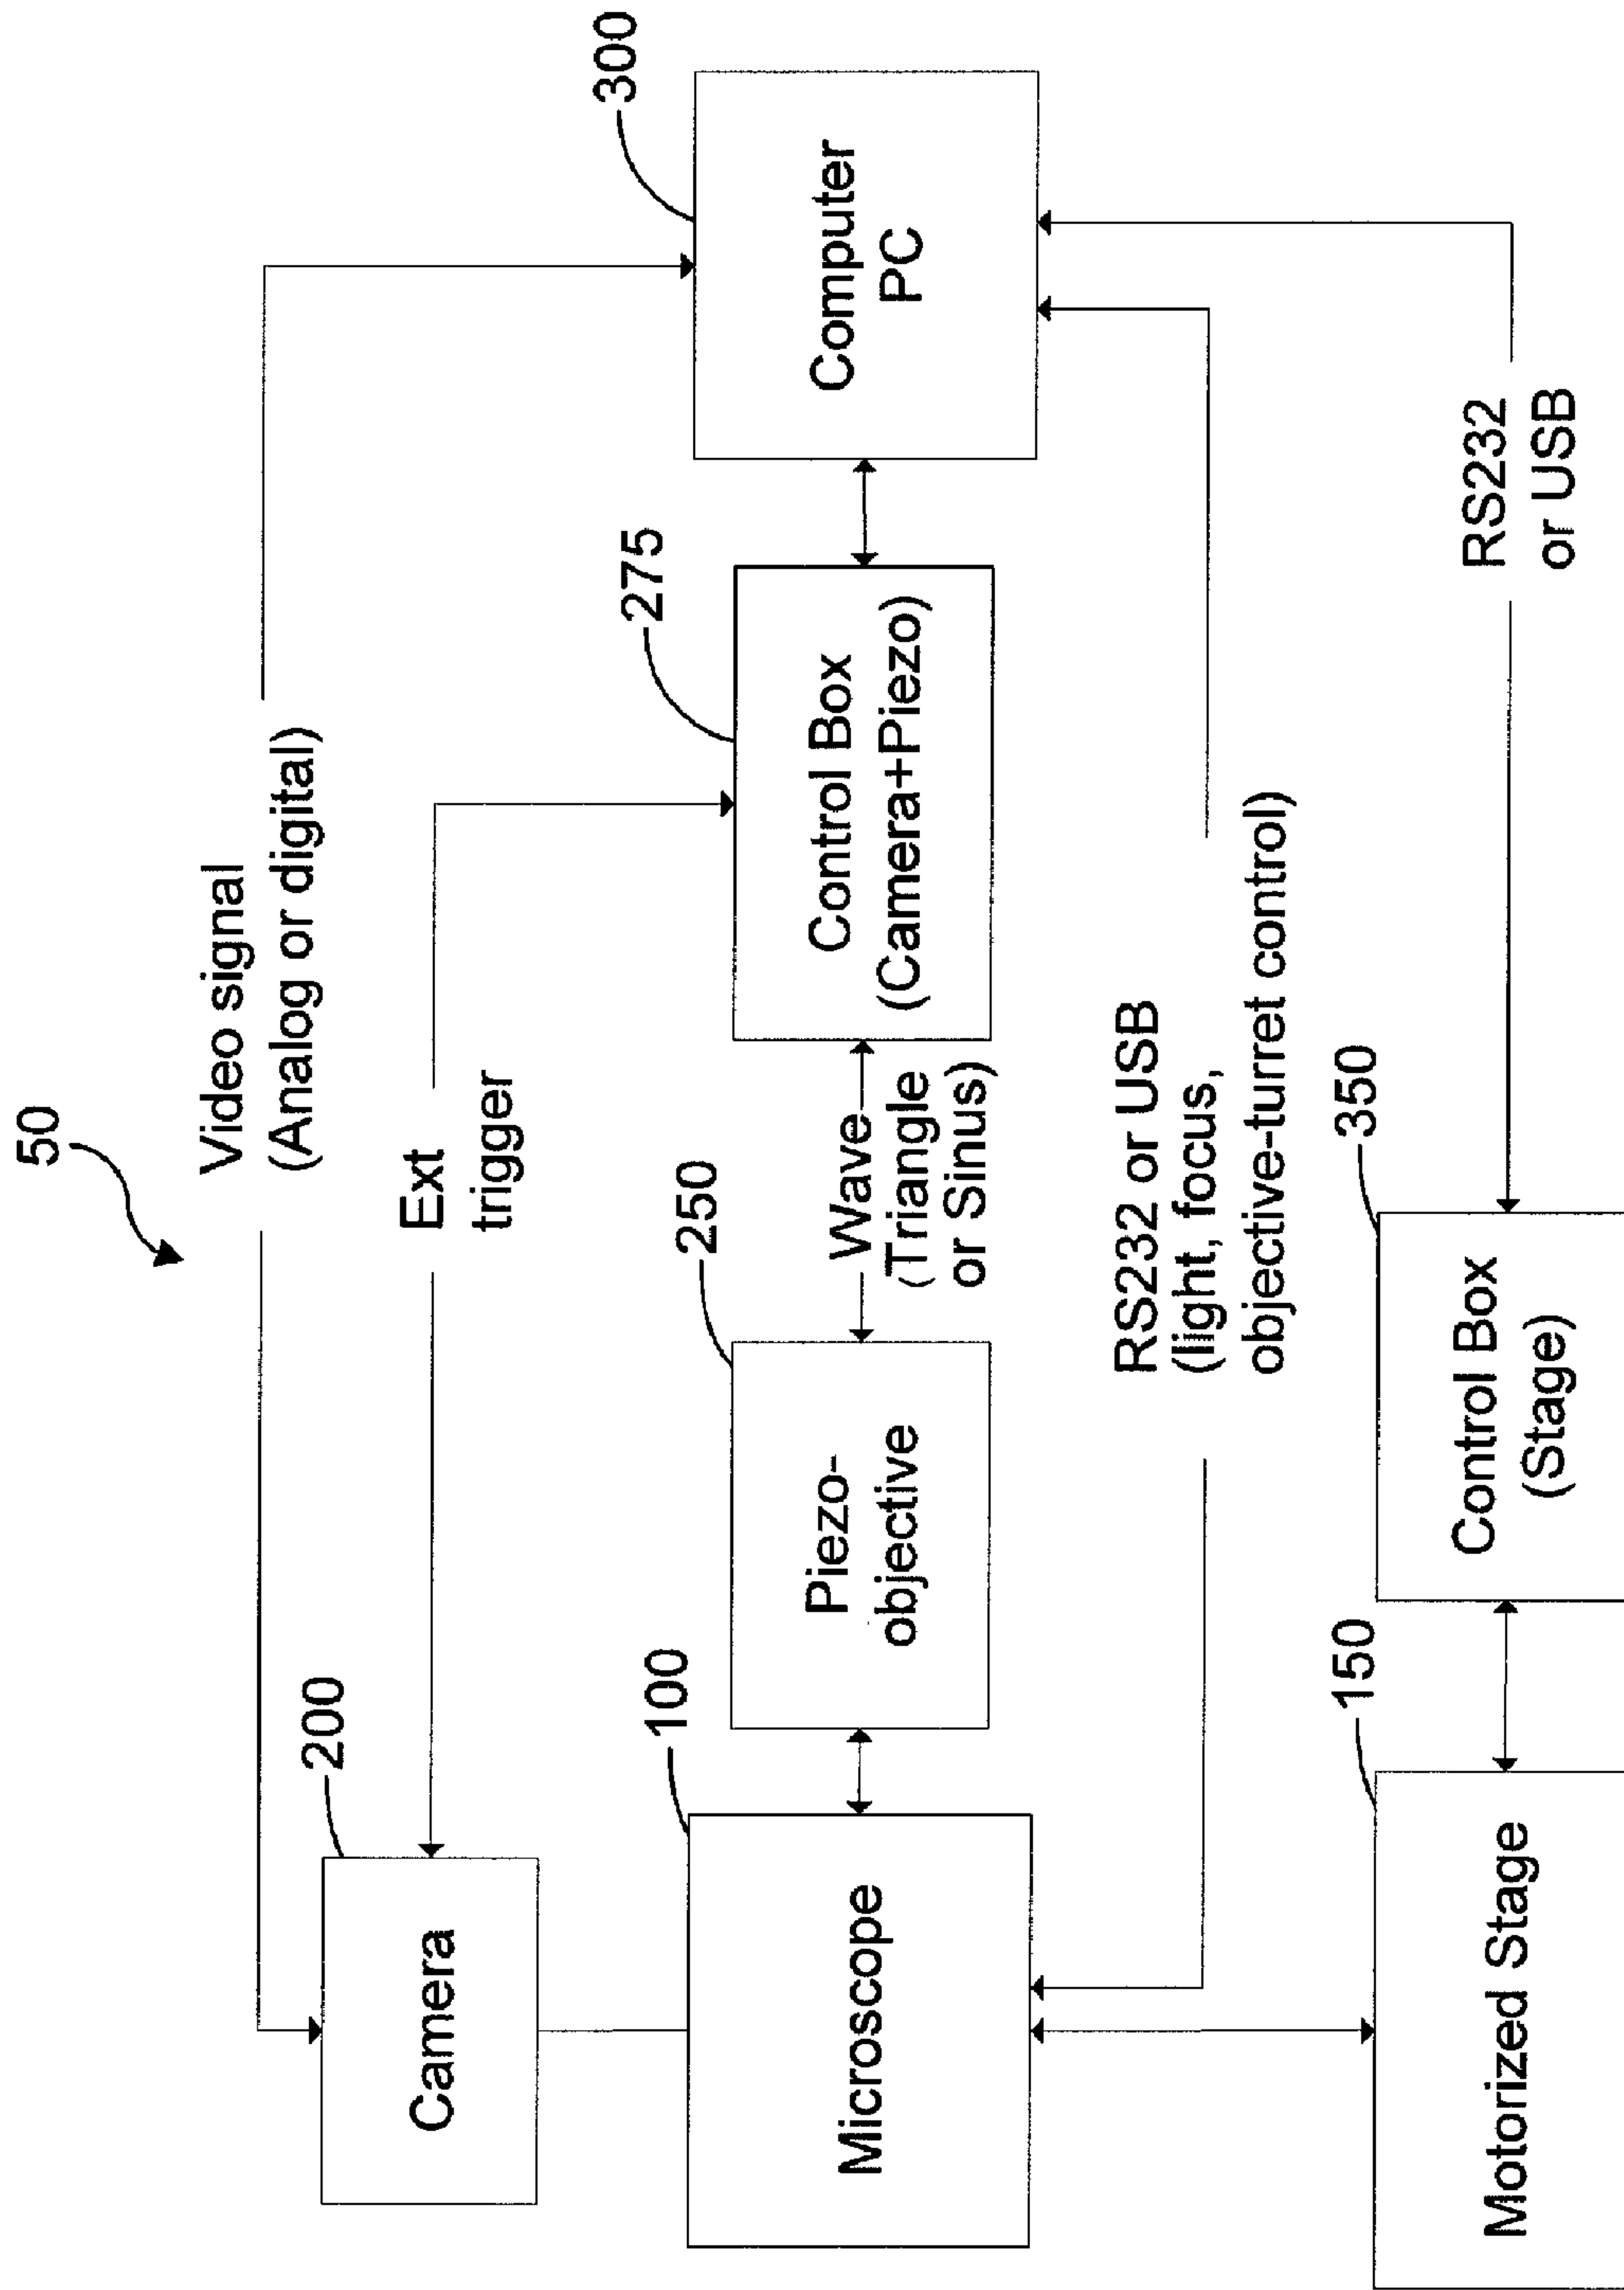 50
Video signal
(Analog or digital)
Ext
trigger
200
Camera
100
Microscope
250
Piezo-
objective
Wave
(Triangle
or Sinus)
275
Control Box
(Camera+Piezo)
300
Computer
PC
RS232 or USB
(light, focus,
objective-turret control)
150
Motorized Stage
350
Control Box
(Stage)
RS232
or USB